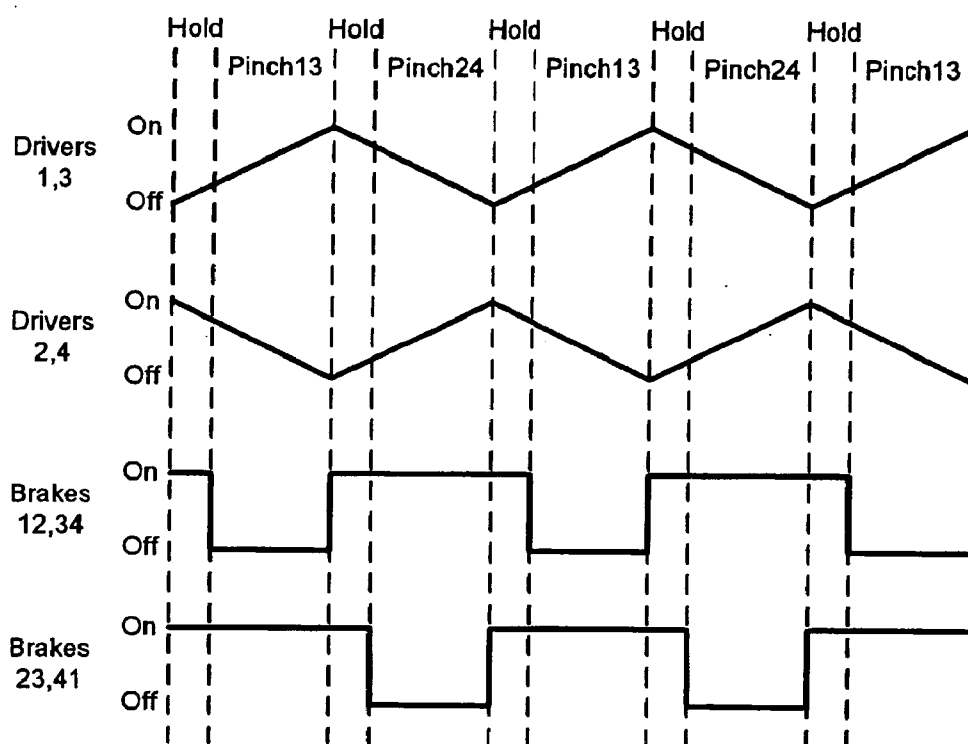 Hold Hold Hold Hold Hold
Pinch13 Pinch24 Pinch13 Pinch24 Pinch13
On
Drivers
1,3
Off
On
Drivers
2,4
Off
On
Brakes
12,34
Off
On
Brakes
23,41
Off